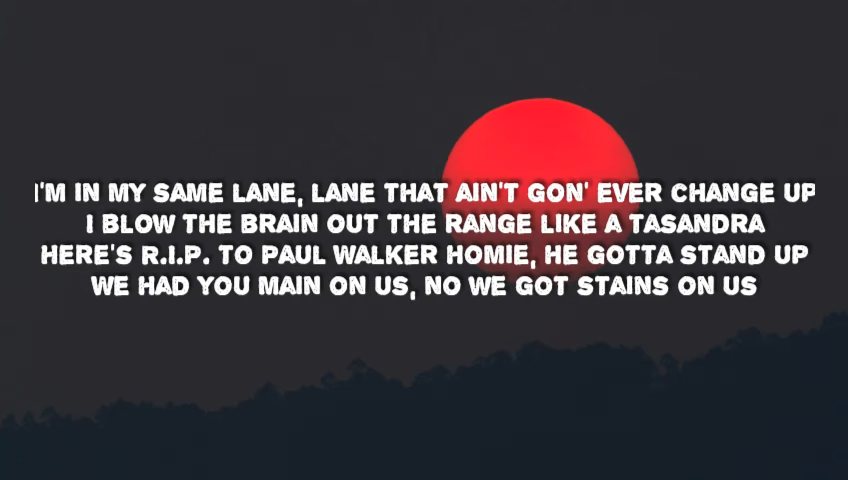 I'M IN MY SAME LANE, LANE THAT AIN'T GON' EVER CHANGE UP
I BLOW THE BRAIN OUT THE RANGE LIKE A TASANDRA
HERE'S R.I.P. TO PAUL WALKER HOMIE, HE GOTTA STAND UP
WE HAD YOU MAIN ON US, NO WE GOT STAINS ON US